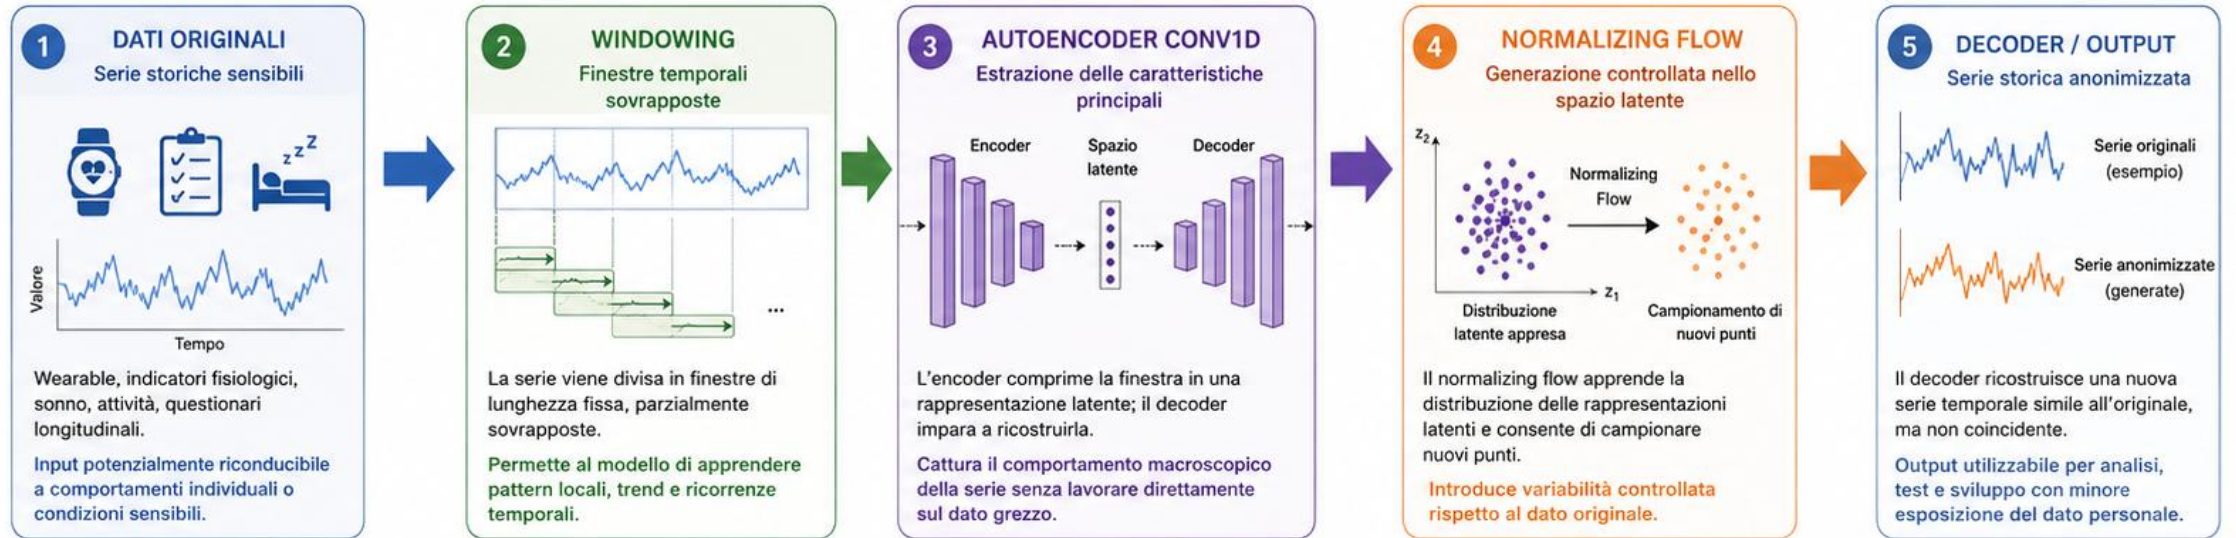 1
DATI ORIGINALI
Serie storiche sensibili
z z Z
Valore
Tempo
Wearable, indicatori fisiologici,
sonno, attività, questionari
longitudinali.
Input potenzialmente riconducibile
a comportamenti individuali o
condizioni sensibili.
2
WINDOWING
Finestre temporali
sovrapposte
...
La serie viene divisa in finestre di
lunghezza fissa, parzialmente
sovrapposte.
Permette al modello di apprendere
pattern locali, trend e ricorrenze
temporali.
3
AUTOENCODER CONV1D
Estrazione delle caratteristiche
principali
Encoder
Spazio
latente
Decoder
L'encoder comprime la finestra in una
rappresentazione latente; il decoder
impara a ricostruirla.
Cattura il comportamento macroscopico
della serie senza lavorare direttamente
sul dato grezzo.
4
NORMALIZING FLOW
Generazione controllata nello
spazio latente
z₂
Normalizing
Flow
z₁
Distribuzione
latente appresa
Campionamento di
nuovi punti
Il normalizing flow apprende la
distribuzione delle rappresentazioni
latenti e consente di campionare
nuovi punti.
Introduce variabilità controllata
rispetto al dato originale.
5
DECODER / OUTPUT
Serie storica anonimizzata
Serie originali
(esempio)
Serie anonimizzate
(generate)
Il decoder ricostruisce una nuova
serie temporale simile all'originale,
ma non coincidente.
Output utilizzabile per analisi,
test e sviluppo con minore
esposizione del dato personale.